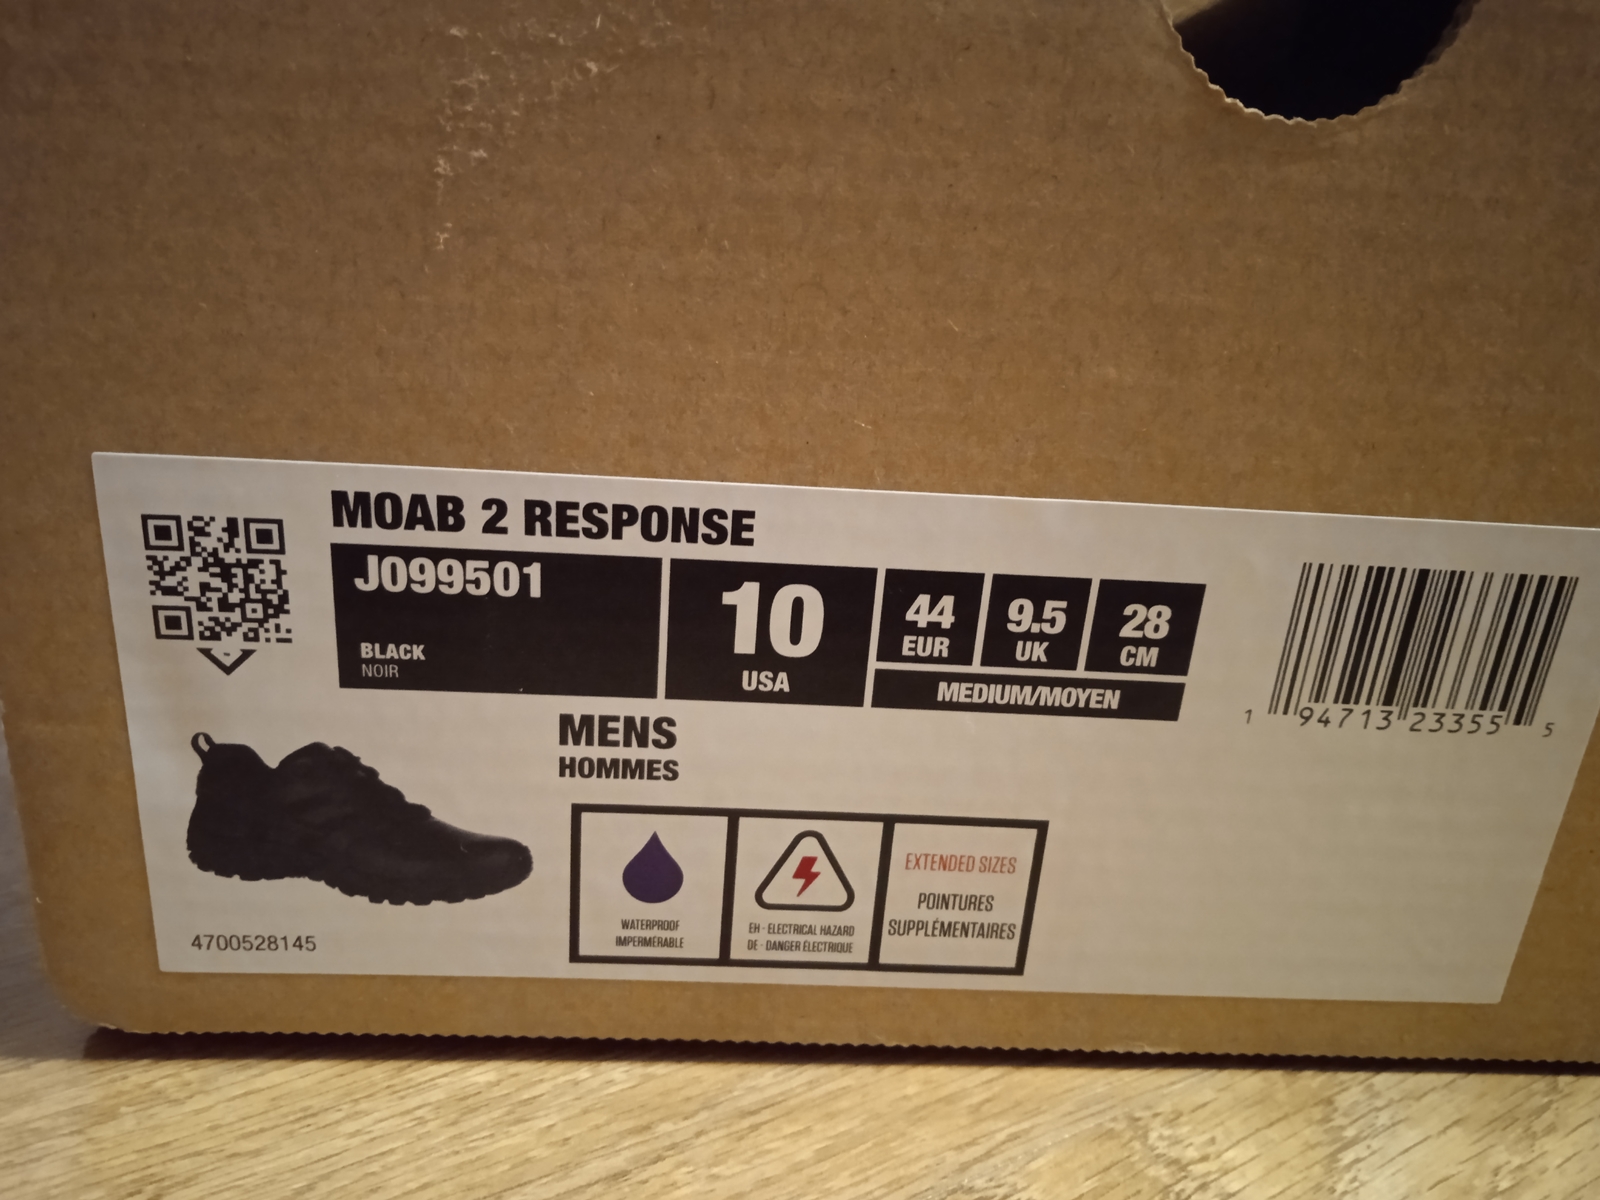 MOAB 2 RESPONSE
J099501
BLACK
NOIR
10
USA
44
EUR
9.5
UK
28
CM
MEDIUM/MOYEN
1 94713 23355 5
MENS
HOMMES
WATERPROOF
IMPERMÉRABLE
EH - ELECTRICAL HAZARD
DE - DANGER ÉLECTRIQUE
EXTENDED SIZES
POINTURES
SUPPLÉMENTAIRES
4700528145